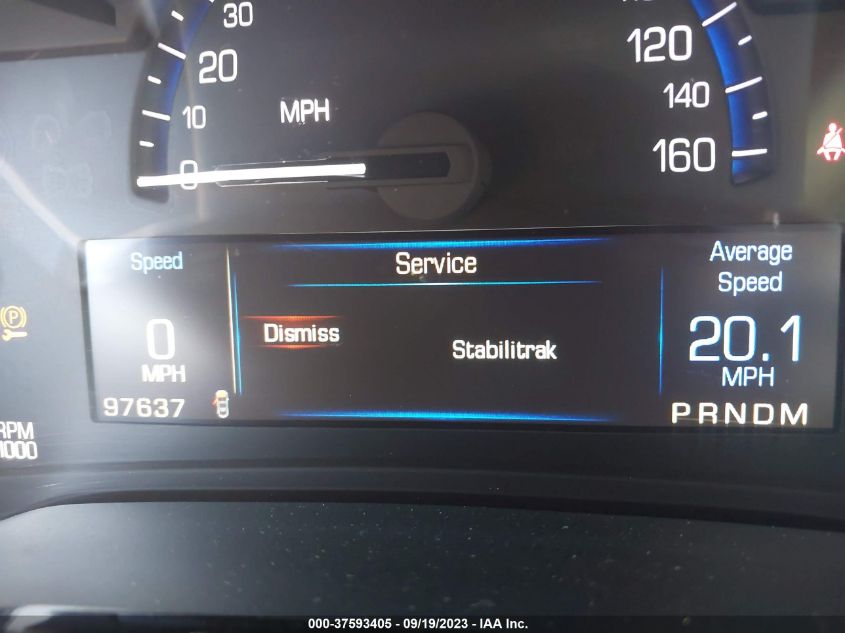 30
20
10
0
MPH
120
140
160
Speed
0
MPH
97637
Service
Dismiss
Stabilitrak
Average
Speed
20.1
MPH
PRNDM
P
RPM
1000
000-37593405 - 09/19/2023 - IAA Inc.